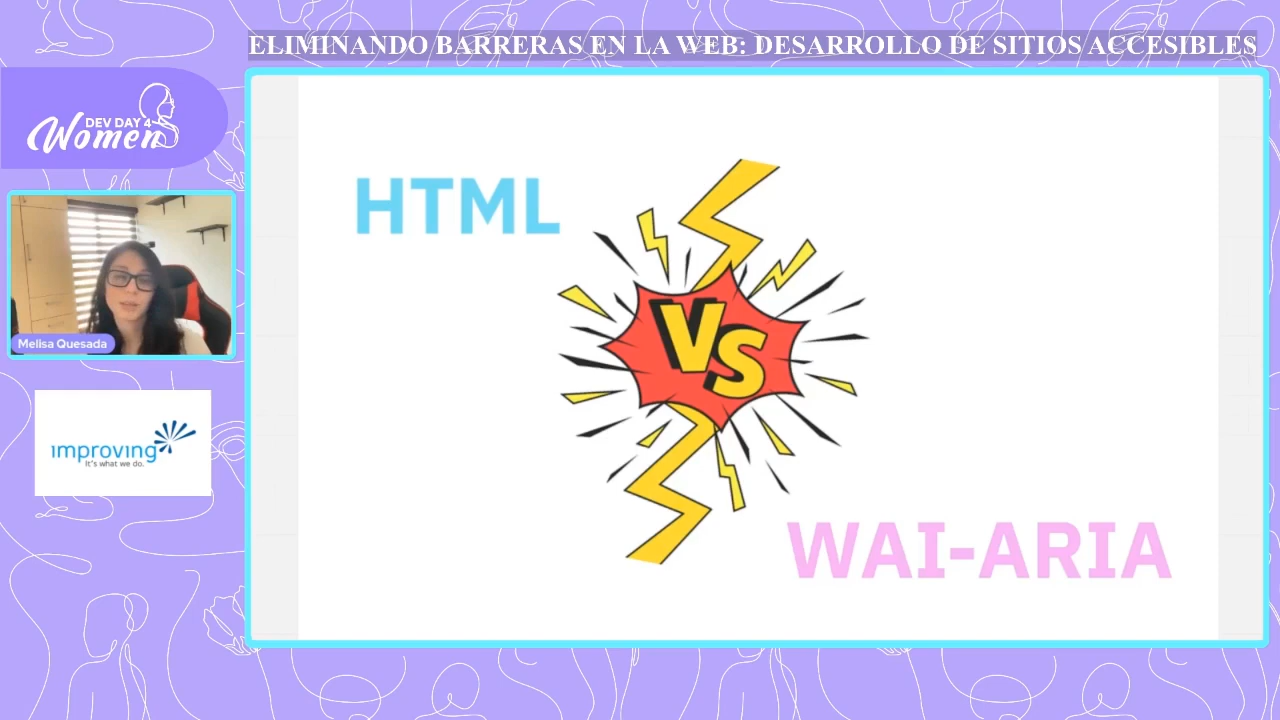 ELIMINANDO BARRERAS EN LA WEB: DESARROLLO DE SITIOS ACCESIBLES
DEV DAY 4
Women
HTML
VS
WAI-ARIA
Melisa Quesada
improving
It's what we do.